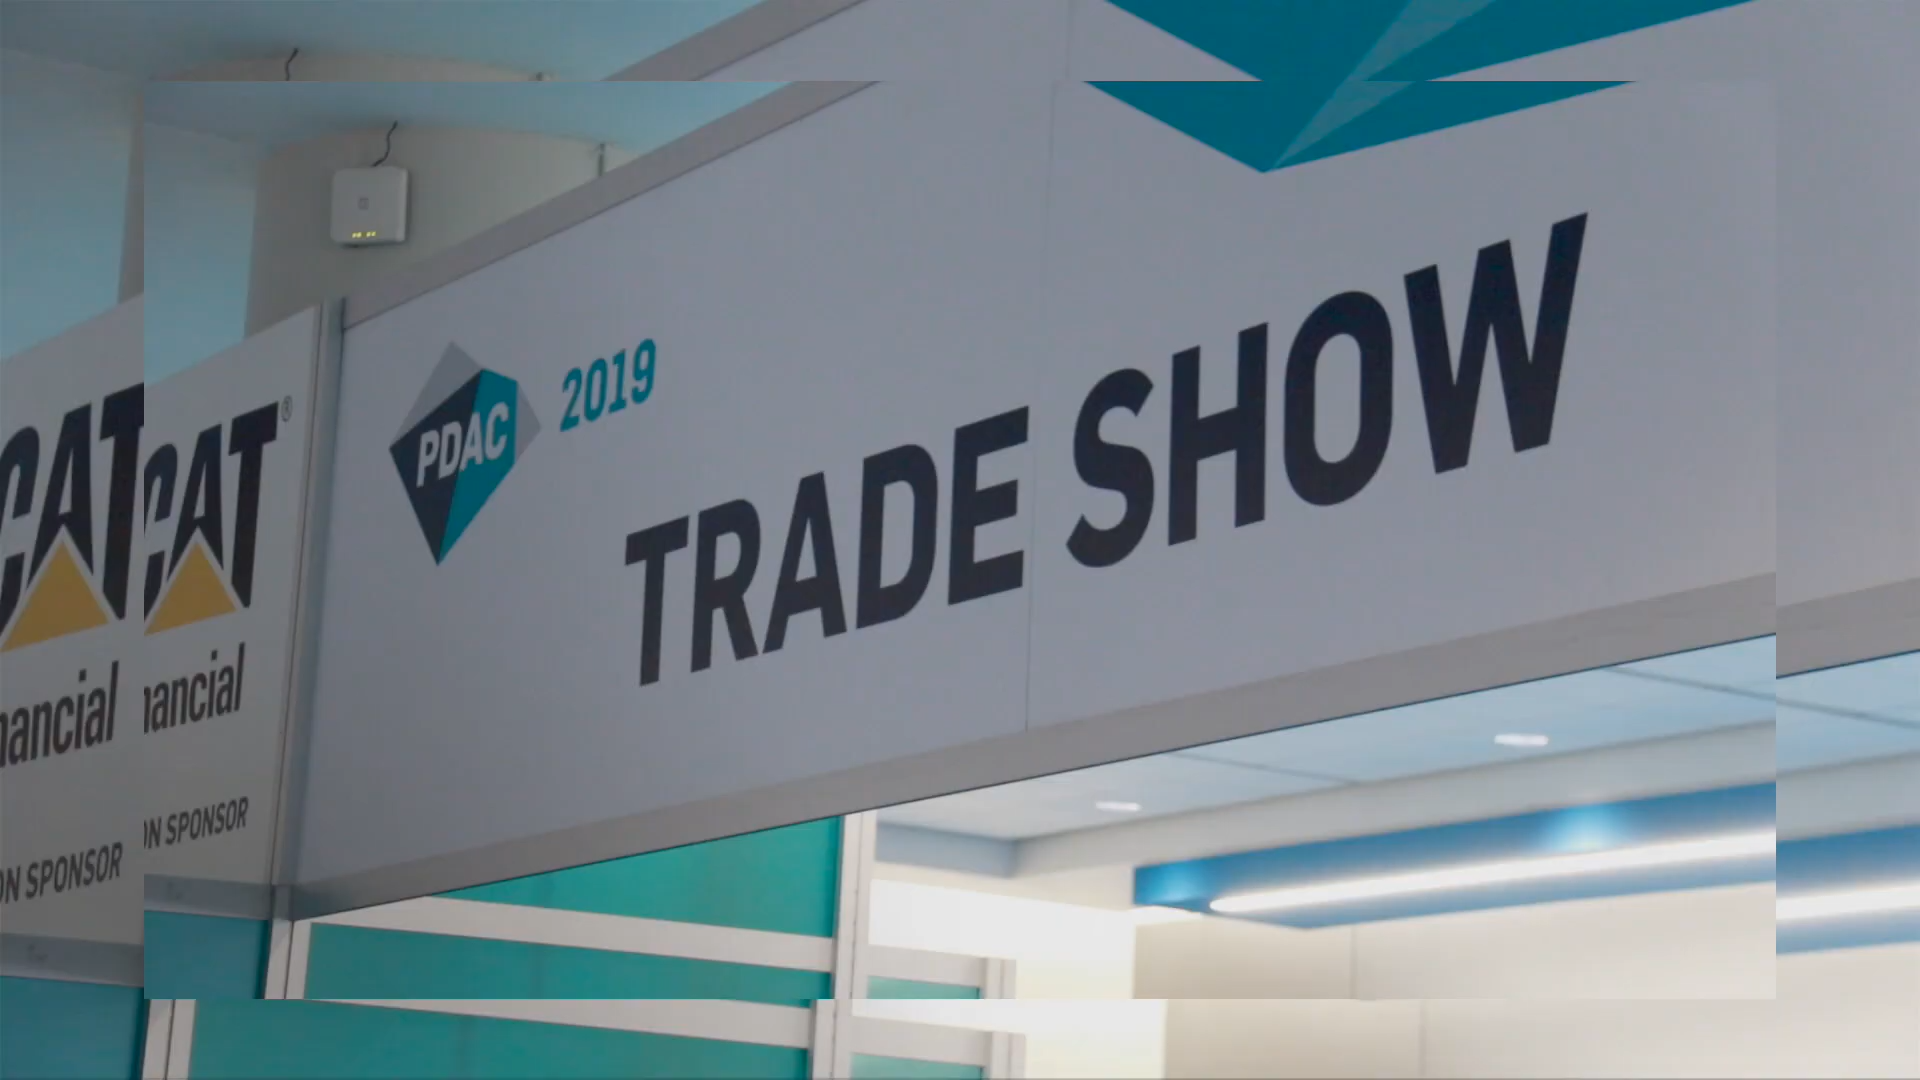 PDAC 2019
TRADE SHOW
CAT®
nancial
ON SPONSOR
CAT
nancial
ON SPONSOR